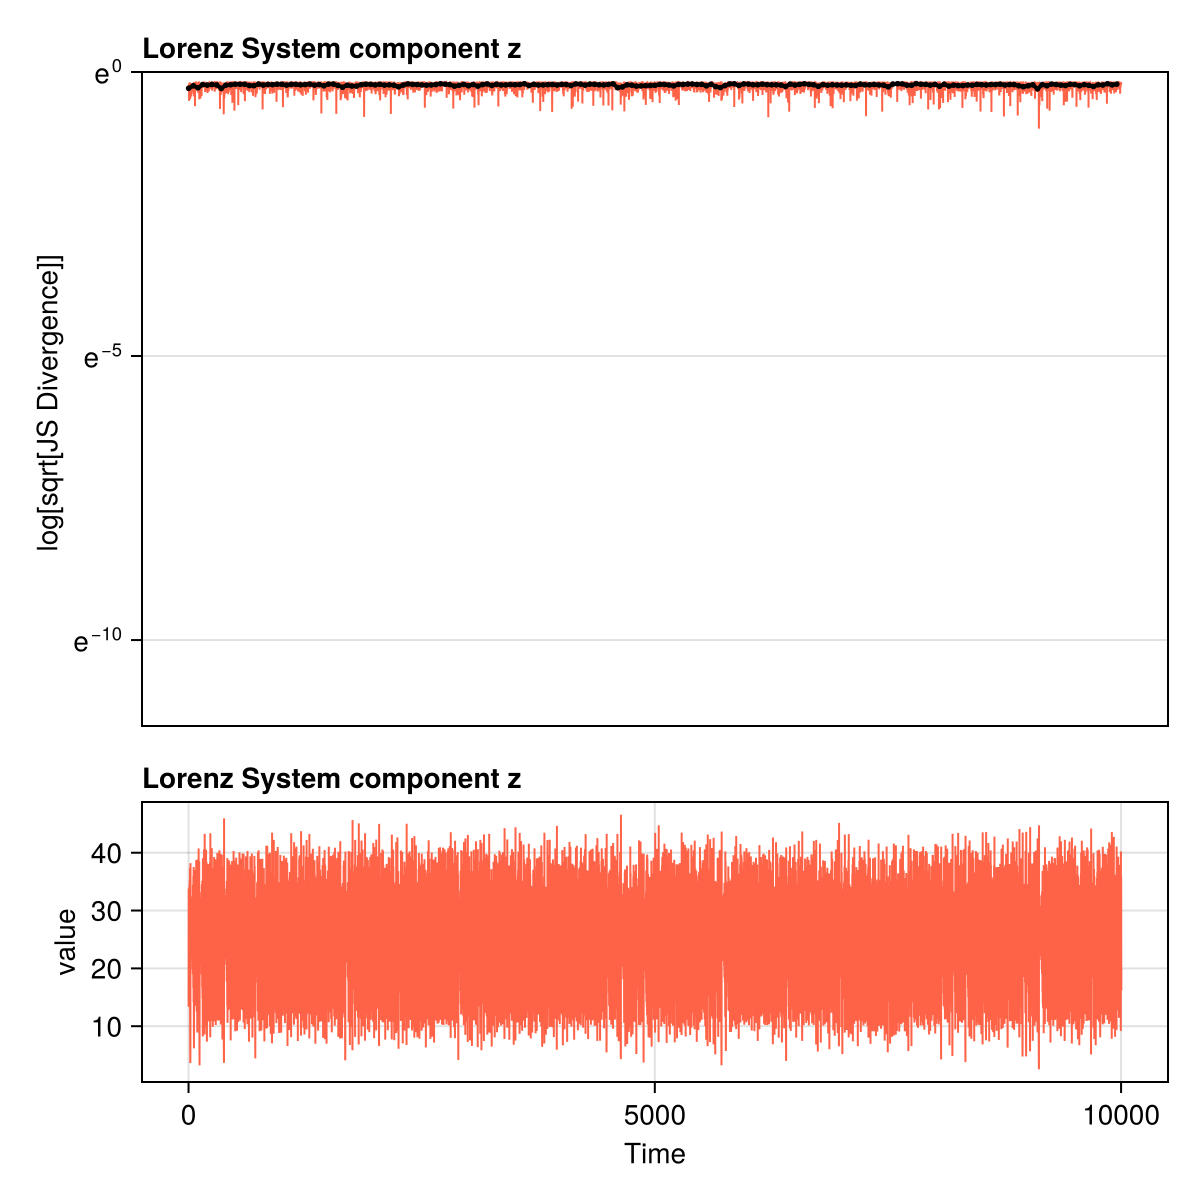 Lorenz System component z
e^0
e^−5
e^−10
log[sqrt[JS Divergence]]
Lorenz System component z
40
30
20
10
value
0 5000 10000
Time